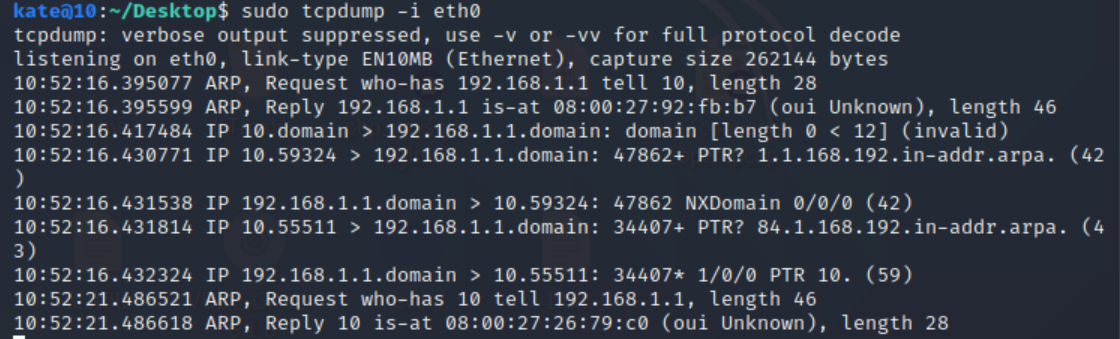 kate@10:~/Desktop$ sudo tcpdump -i eth0
tcpdump: verbose output suppressed, use -v or -vv for full protocol decode
listening on eth0, link-type EN10MB (Ethernet), capture size 262144 bytes
10:52:16.395077 ARP, Request who-has 192.168.1.1 tell 10, length 28
10:52:16.395599 ARP, Reply 192.168.1.1 is-at 08:00:27:92:fb:b7 (oui Unknown), length 46
10:52:16.417484 IP 10.domain > 192.168.1.1.domain: domain [length 0 < 12] (invalid)
10:52:16.430771 IP 10.59324 > 192.168.1.1.domain: 47862+ PTR? 1.1.168.192.in-addr.arpa. (42
)
10:52:16.431538 IP 192.168.1.1.domain > 10.59324: 47862 NXDomain 0/0/0 (42)
10:52:16.431814 IP 10.55511 > 192.168.1.1.domain: 34407+ PTR? 84.1.168.192.in-addr.arpa. (4
3)
10:52:16.432324 IP 192.168.1.1.domain > 10.55511: 34407* 1/0/0 PTR 10. (59)
10:52:21.486521 ARP, Request who-has 10 tell 192.168.1.1, length 46
10:52:21.486618 ARP, Reply 10 is-at 08:00:27:26:79:c0 (oui Unknown), length 28